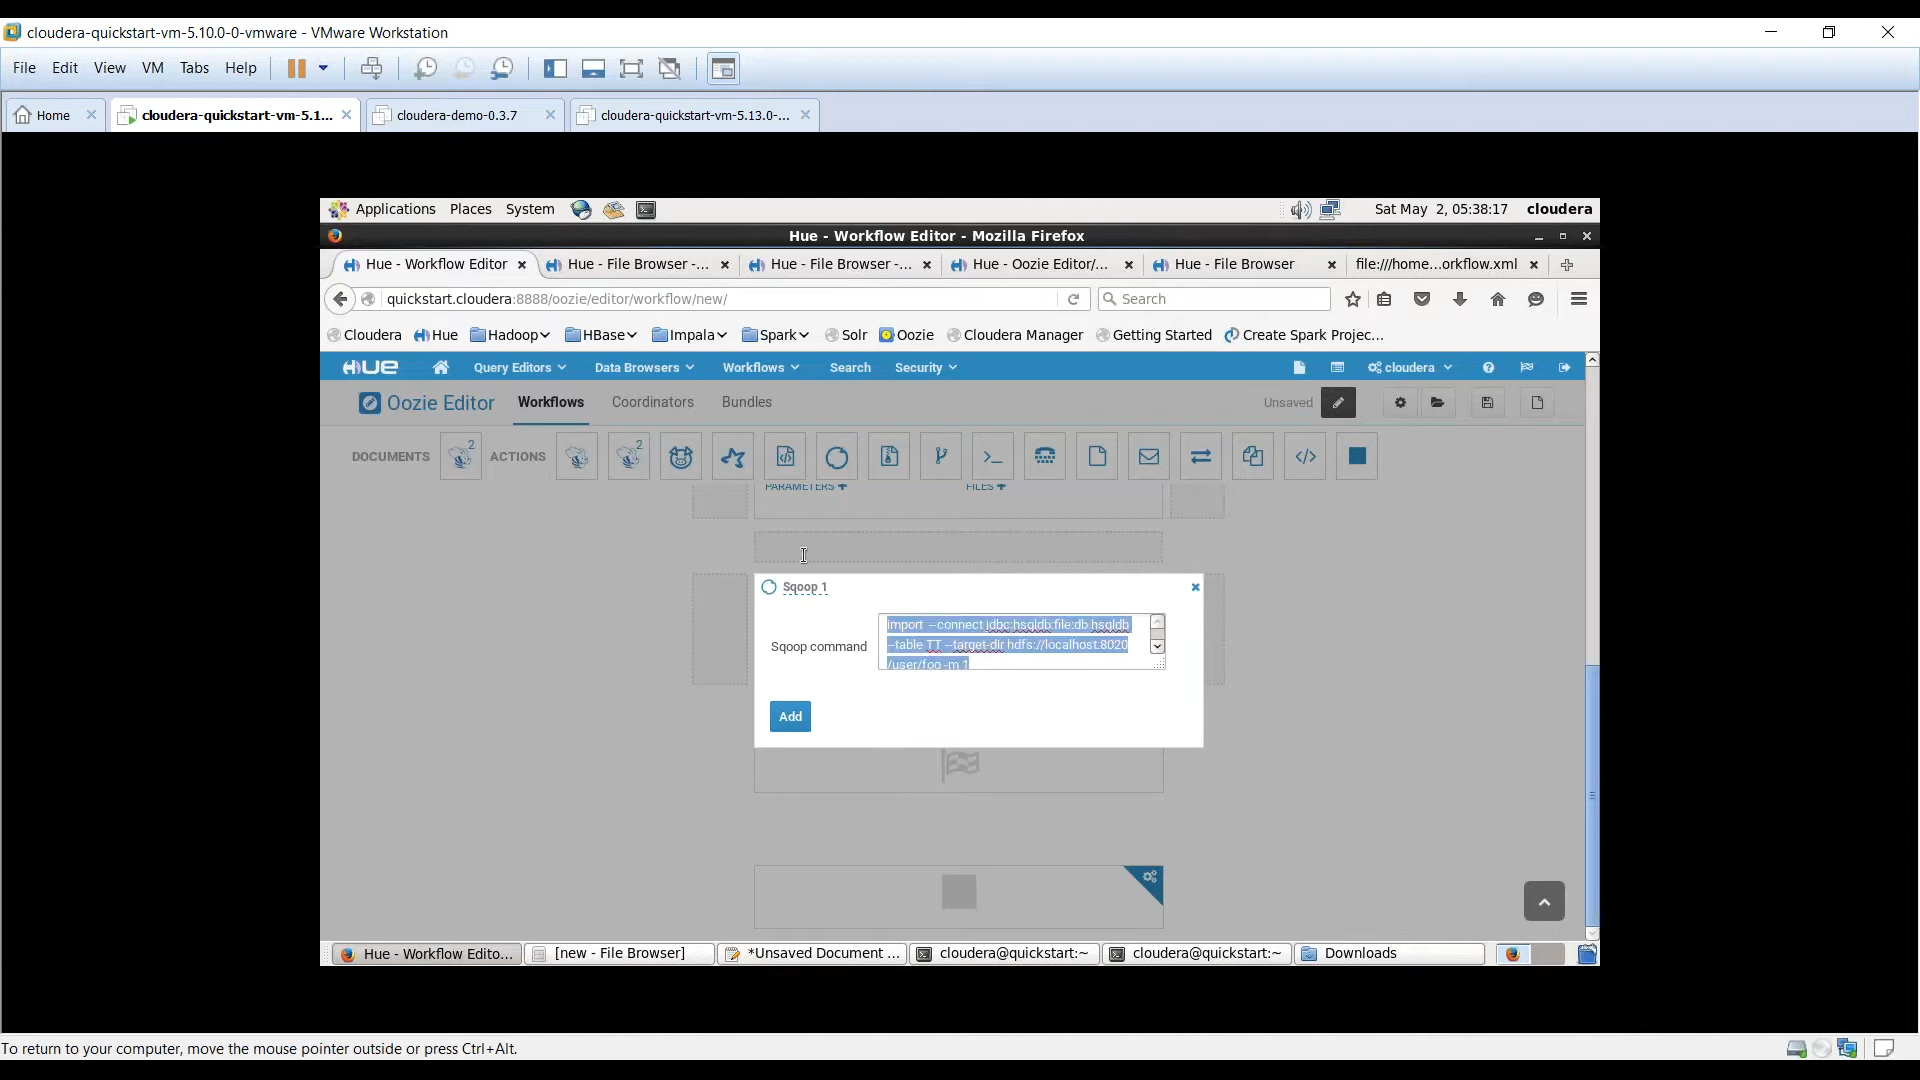 cloudera-quickstart-vm-5.10.0-0-vmware - VMware Workstation
File Edit View VM Tabs Help
Home cloudera-quickstart-vm-5.1... cloudera-demo-0.3.7 cloudera-quickstart-vm-5.13.0-...
Applications Places System Sat May 2, 05:38:17 cloudera
Hue - Workflow Editor - Mozilla Firefox
Hue - Workflow Editor Hue - File Browser -... Hue - File Browser -... Hue - Oozie Editor/... Hue - File Browser file:///home...orkflow.xml
quickstart.cloudera:8888/oozie/editor/workflow/new/ Search
Cloudera Hue Hadoop HBase Impala Spark Solr Oozie Cloudera Manager Getting Started Create Spark Projec...
HUE Query Editors Data Browsers Workflows Search Security cloudera
Oozie Editor Workflows Coordinators Bundles Unsaved
DOCUMENTS 2 ACTIONS 2
PARAMETERS FILES
Sqoop 1
import --connect jdbc:hsqldb:file:db.hsqldb
Sqoop command --table TT --target-dir hdfs://localhost:8020
/user/foo -m 1
Add
Hue - Workflow Edito... [new - File Browser] *Unsaved Document ... cloudera@quickstart:~ cloudera@quickstart:~ Downloads
To return to your computer, move the mouse pointer outside or press Ctrl+Alt.